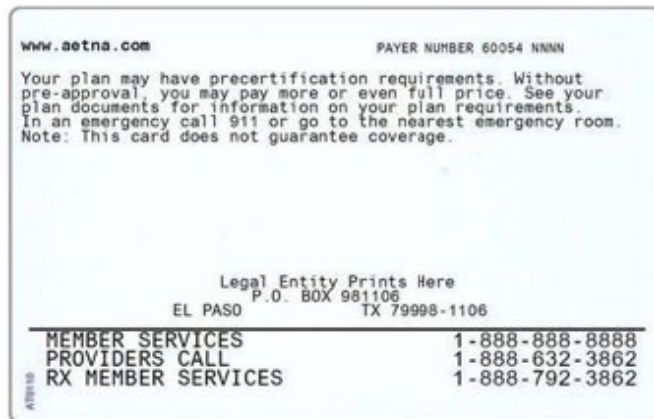 www.aetna.com PAYER NUMBER 60054 NNNN
Your plan may have precertification requirements. Without
pre-approval, you may pay more or even full price. See your
plan documents for information on your plan requirements.
In an emergency call 911 or go to the nearest emergency room.
Note: This card does not guarantee coverage.
Legal Entity Prints Here
P.O. BOX 981106
EL PASO TX 79998-1106
MEMBER SERVICES 1-888-888-8888
PROVIDERS CALL 1-888-632-3862
RX MEMBER SERVICES 1-888-792-3862
AT0110